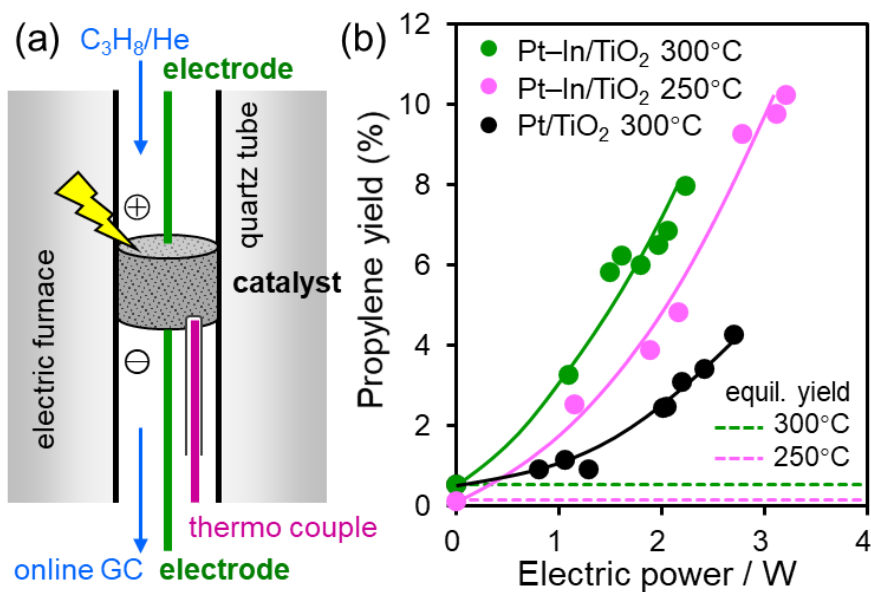 (a)
C₃H₈/He
electrode
electric furnace
quartz tube
⊕
catalyst
⊖
thermo couple
online GC
electrode
(b)
Propylene yield (%)
12
10
8
6
4
2
0
Pt–In/TiO₂ 300°C
Pt–In/TiO₂ 250°C
Pt/TiO₂ 300°C
equil. yield
300°C
250°C
0 1 2 3 4
Electric power / W